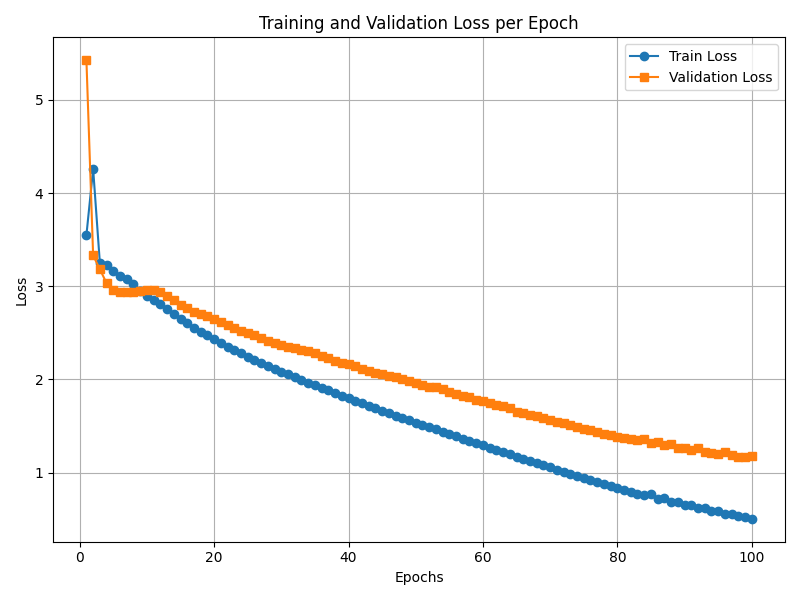 Training and Validation Loss per Epoch
Train Loss
Validation Loss
5
4
3
2
1
Loss
0 20 40 60 80 100
Epochs